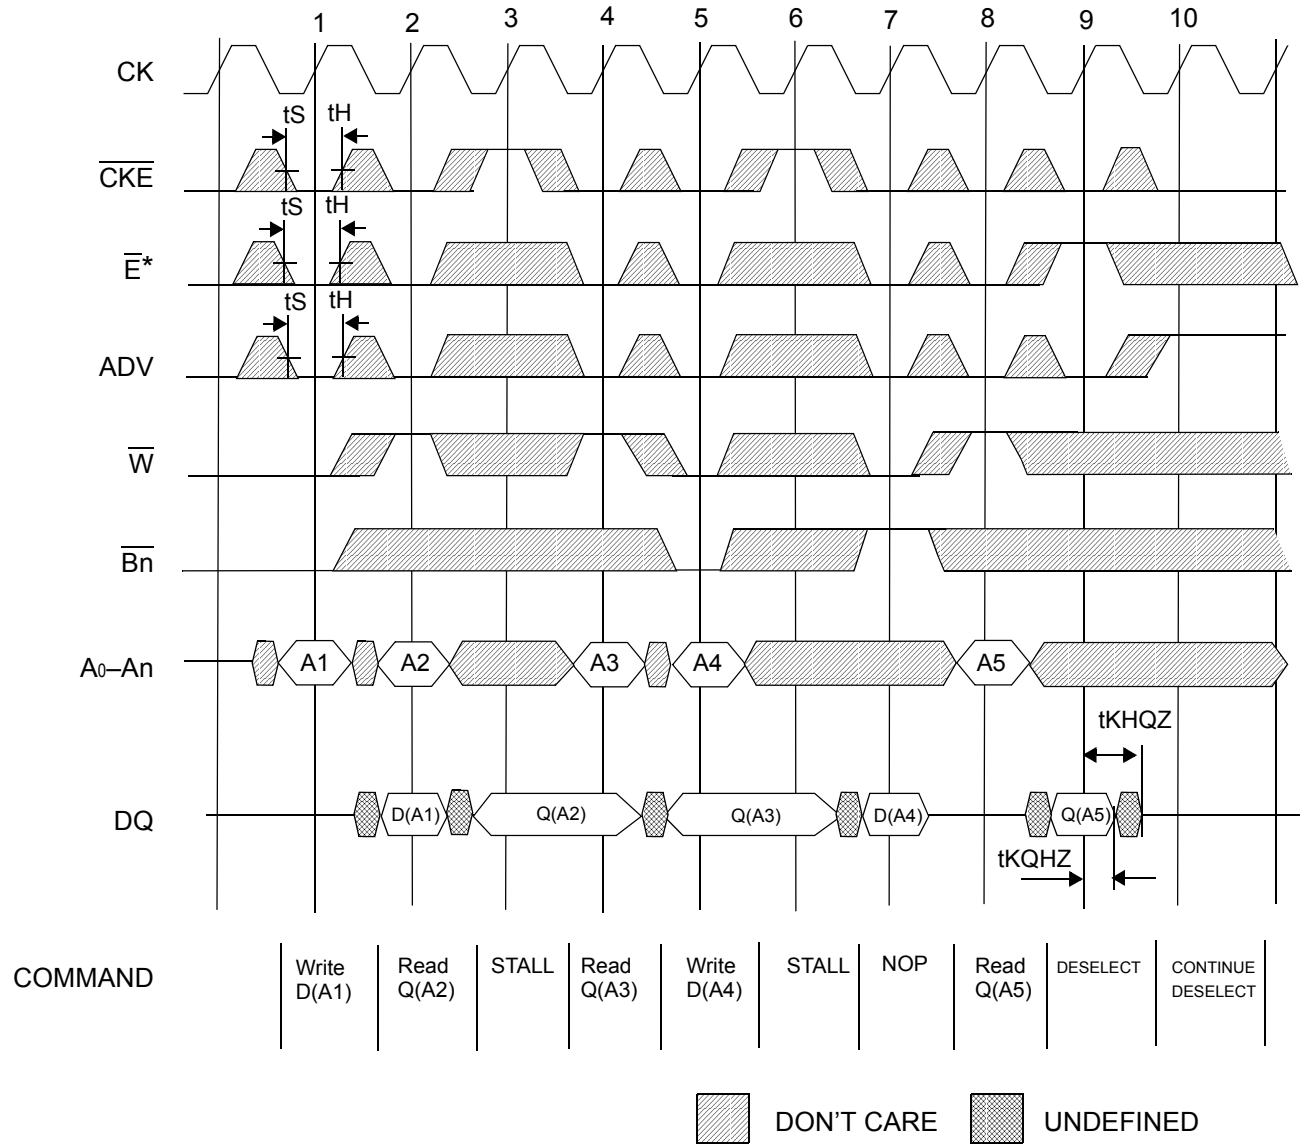 1 2 3 4 5 6 7 8 9 10
CK
tS tH
CKE
tS tH
E*
tS tH
ADV
W
Bn
A0–An A1 A2 A3 A4 A5
tKHQZ
DQ D(A1) Q(A2) Q(A3) D(A4) Q(A5)
tKQHZ
COMMAND
Write D(A1)
Read Q(A2)
STALL
Read Q(A3)
Write D(A4)
STALL
NOP
Read Q(A5)
DESELECT
CONTINUE DESELECT
DON'T CARE UNDEFINED